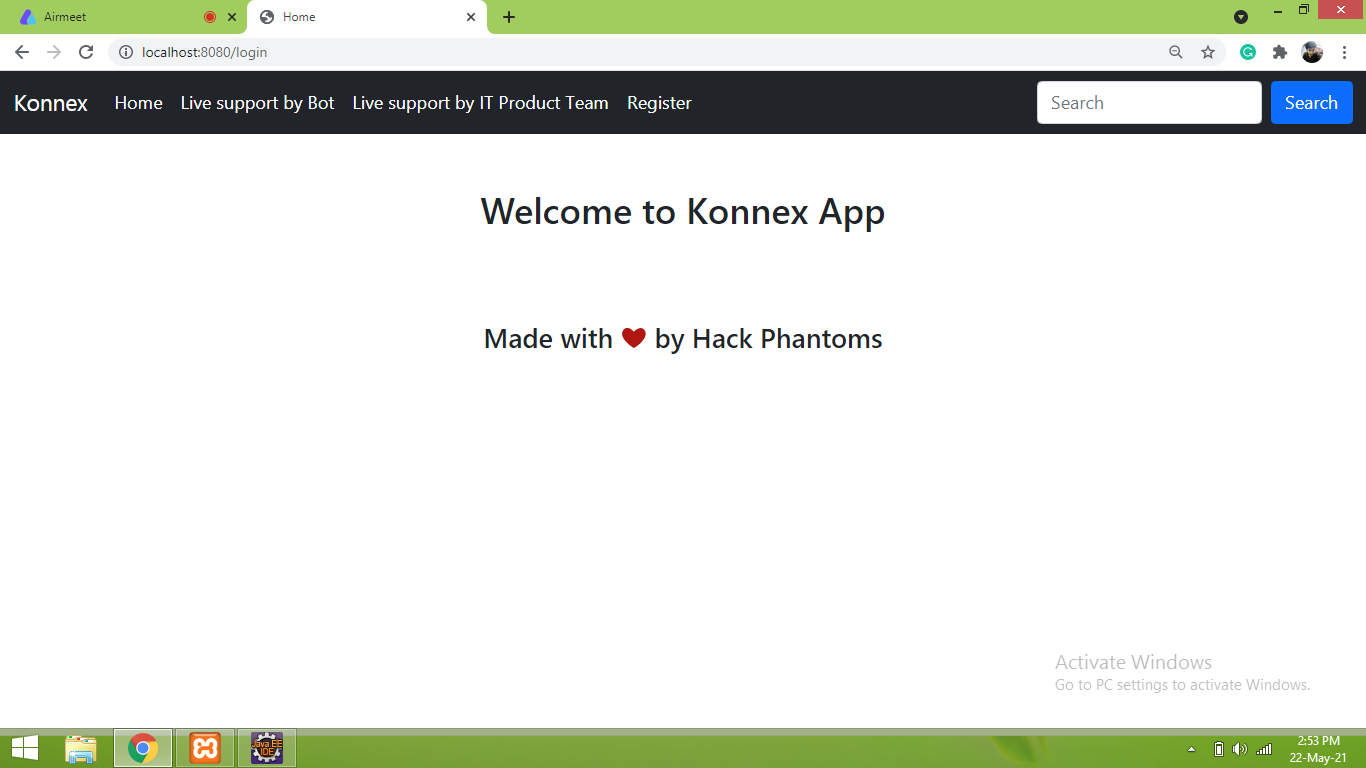 Airmeet
Home
localhost:8080/login
Konnex Home Live support by Bot Live support by IT Product Team Register Search Search
Welcome to Konnex App
Made with ❤ by Hack Phantoms
Activate Windows
Go to PC settings to activate Windows.
Java EE
IDE
2:53 PM
22-May-21